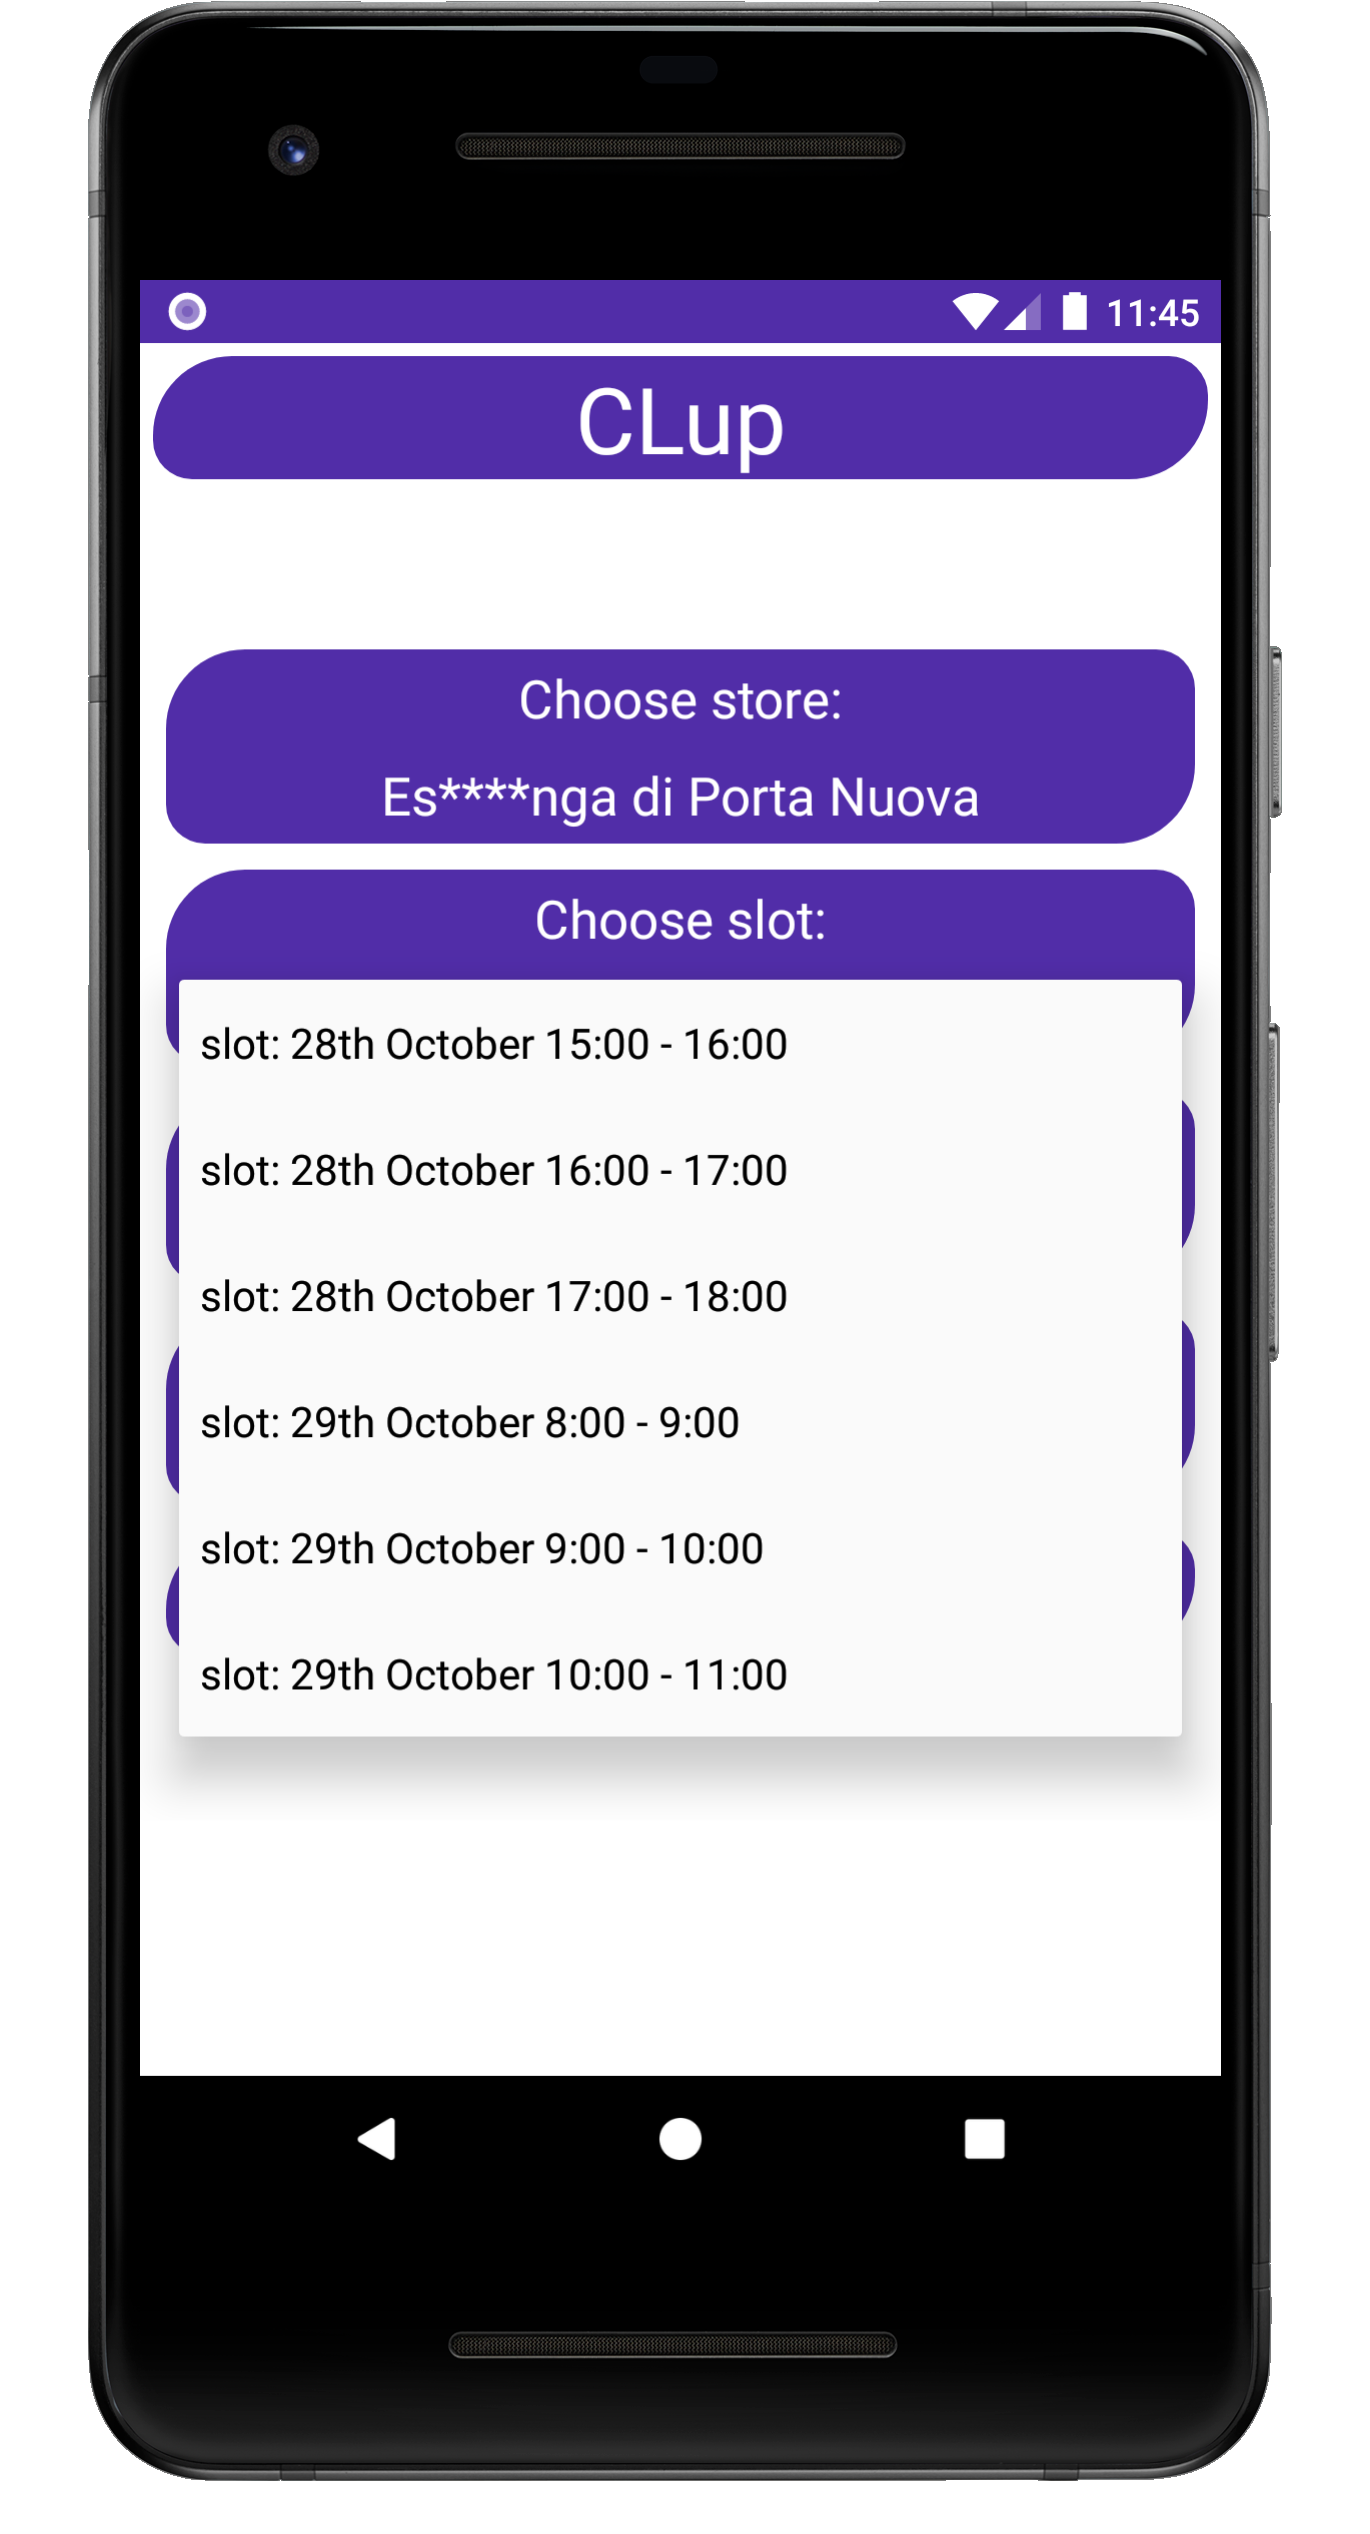 11:45
CLup
Choose store:
Es****nga di Porta Nuova
Choose slot:
slot: 28th October 15:00 - 16:00
slot: 28th October 16:00 - 17:00
slot: 28th October 17:00 - 18:00
slot: 29th October 8:00 - 9:00
slot: 29th October 9:00 - 10:00
slot: 29th October 10:00 - 11:00